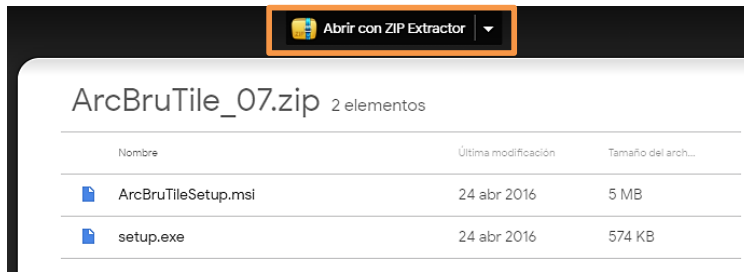 Abrir con ZIP Extractor
ArcBruTile_07.zip 2 elementos
Nombre Última modificación Tamaño del arch...
ArcBruTileSetup.msi 24 abr 2016 5 MB
setup.exe 24 abr 2016 574 KB